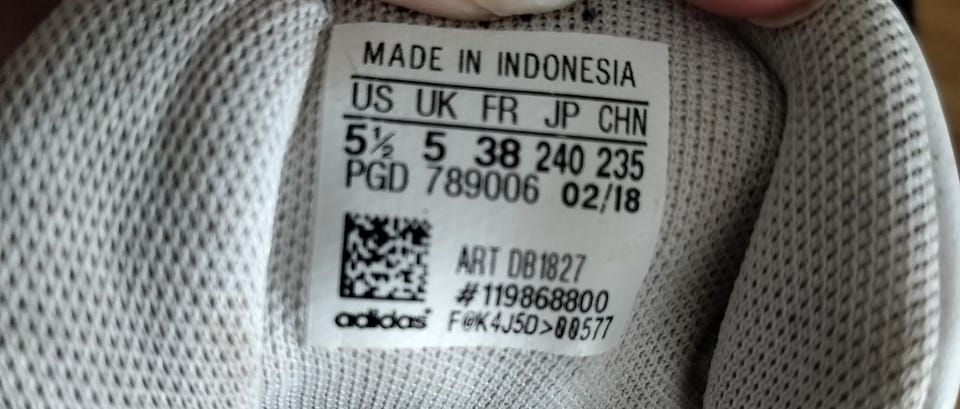 MADE IN INDONESIA
US UK FR JP CHN
5½ 5 38 240 235
PGD 789006 02/18
ART DB1827
#119868800
adidas F@K4J5D>00577